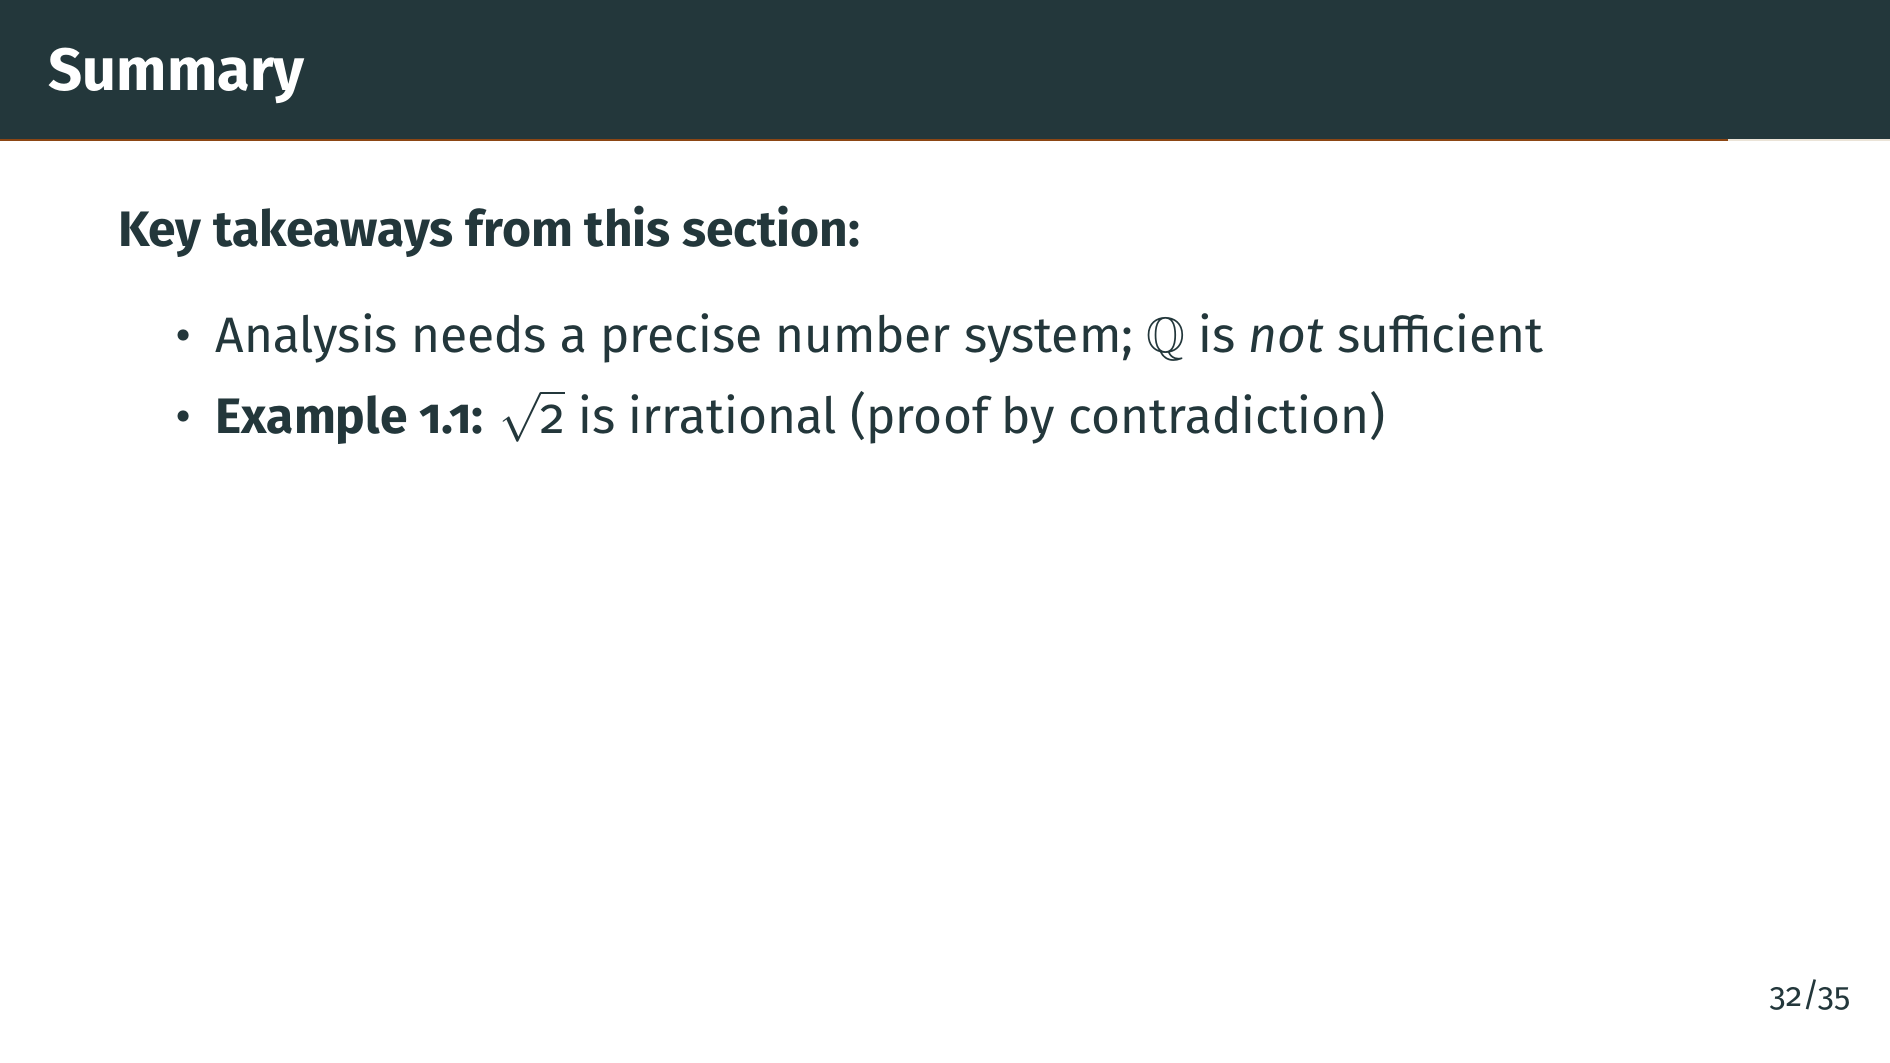 Summary
Key takeaways from this section:
• Analysis needs a precise number system; ℚ is not sufficient
• Example 1.1: √2 is irrational (proof by contradiction)
32/35